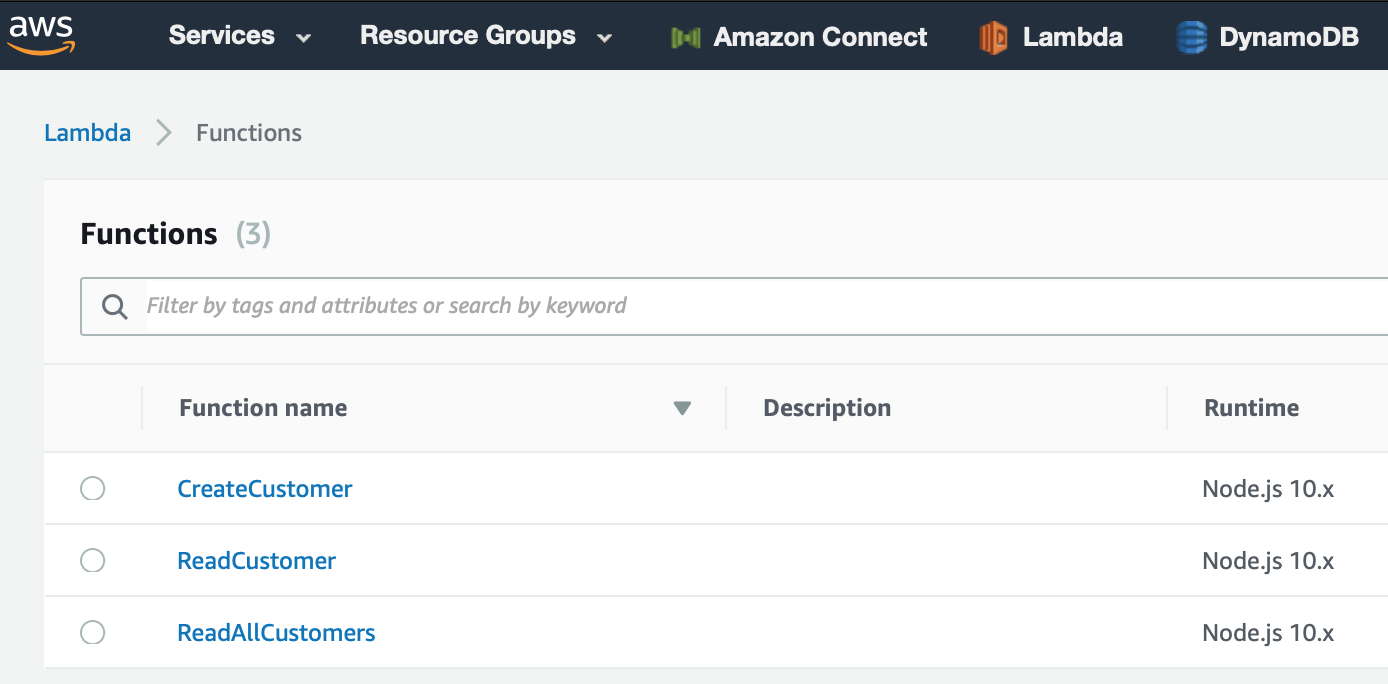 aws Services Resource Groups Amazon Connect Lambda DynamoDB
Lambda Functions
Functions (3)
Filter by tags and attributes or search by keyword
Function name Description Runtime
CreateCustomer Node.js 10.x
ReadCustomer Node.js 10.x
ReadAllCustomers Node.js 10.x